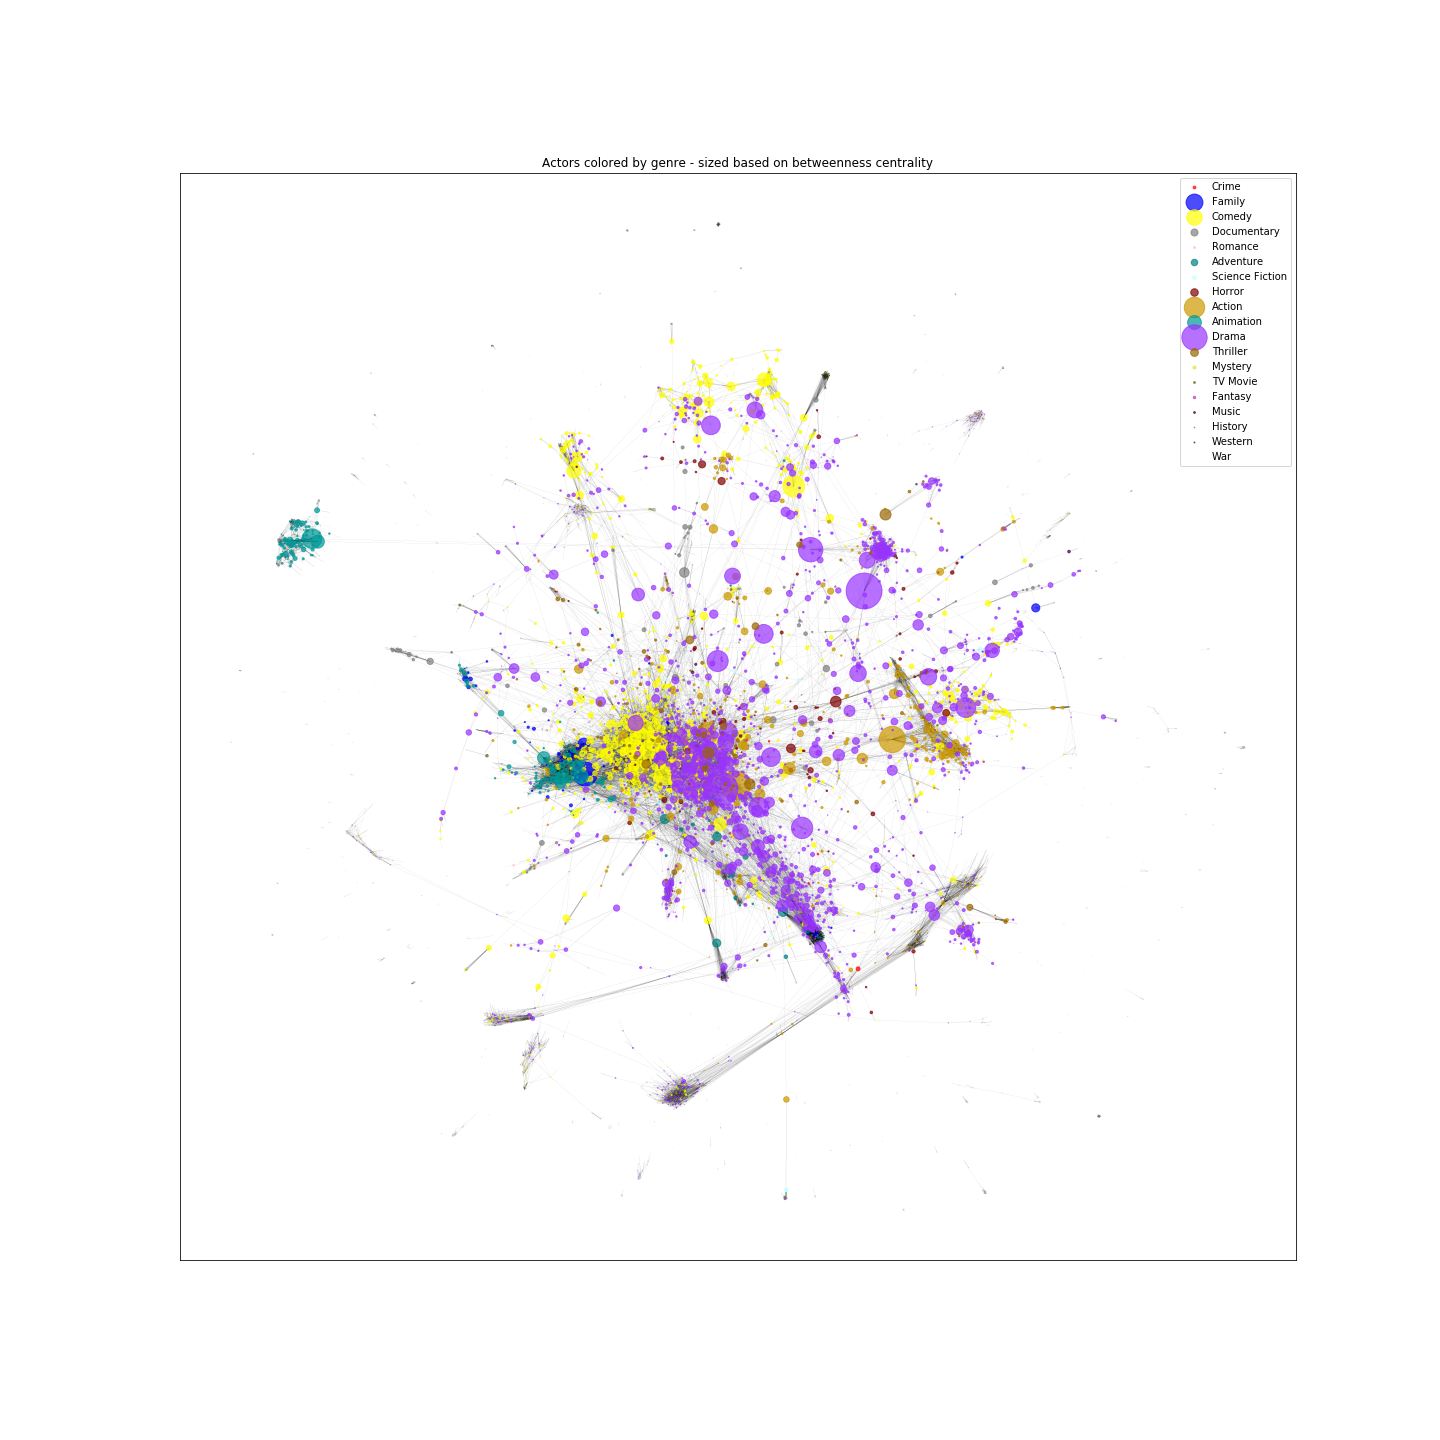 Actors colored by genre - sized based on betweenness centrality
Crime
Family
Comedy
Documentary
Romance
Adventure
Science Fiction
Horror
Action
Animation
Drama
Thriller
Mystery
TV Movie
Fantasy
Music
History
Western
War